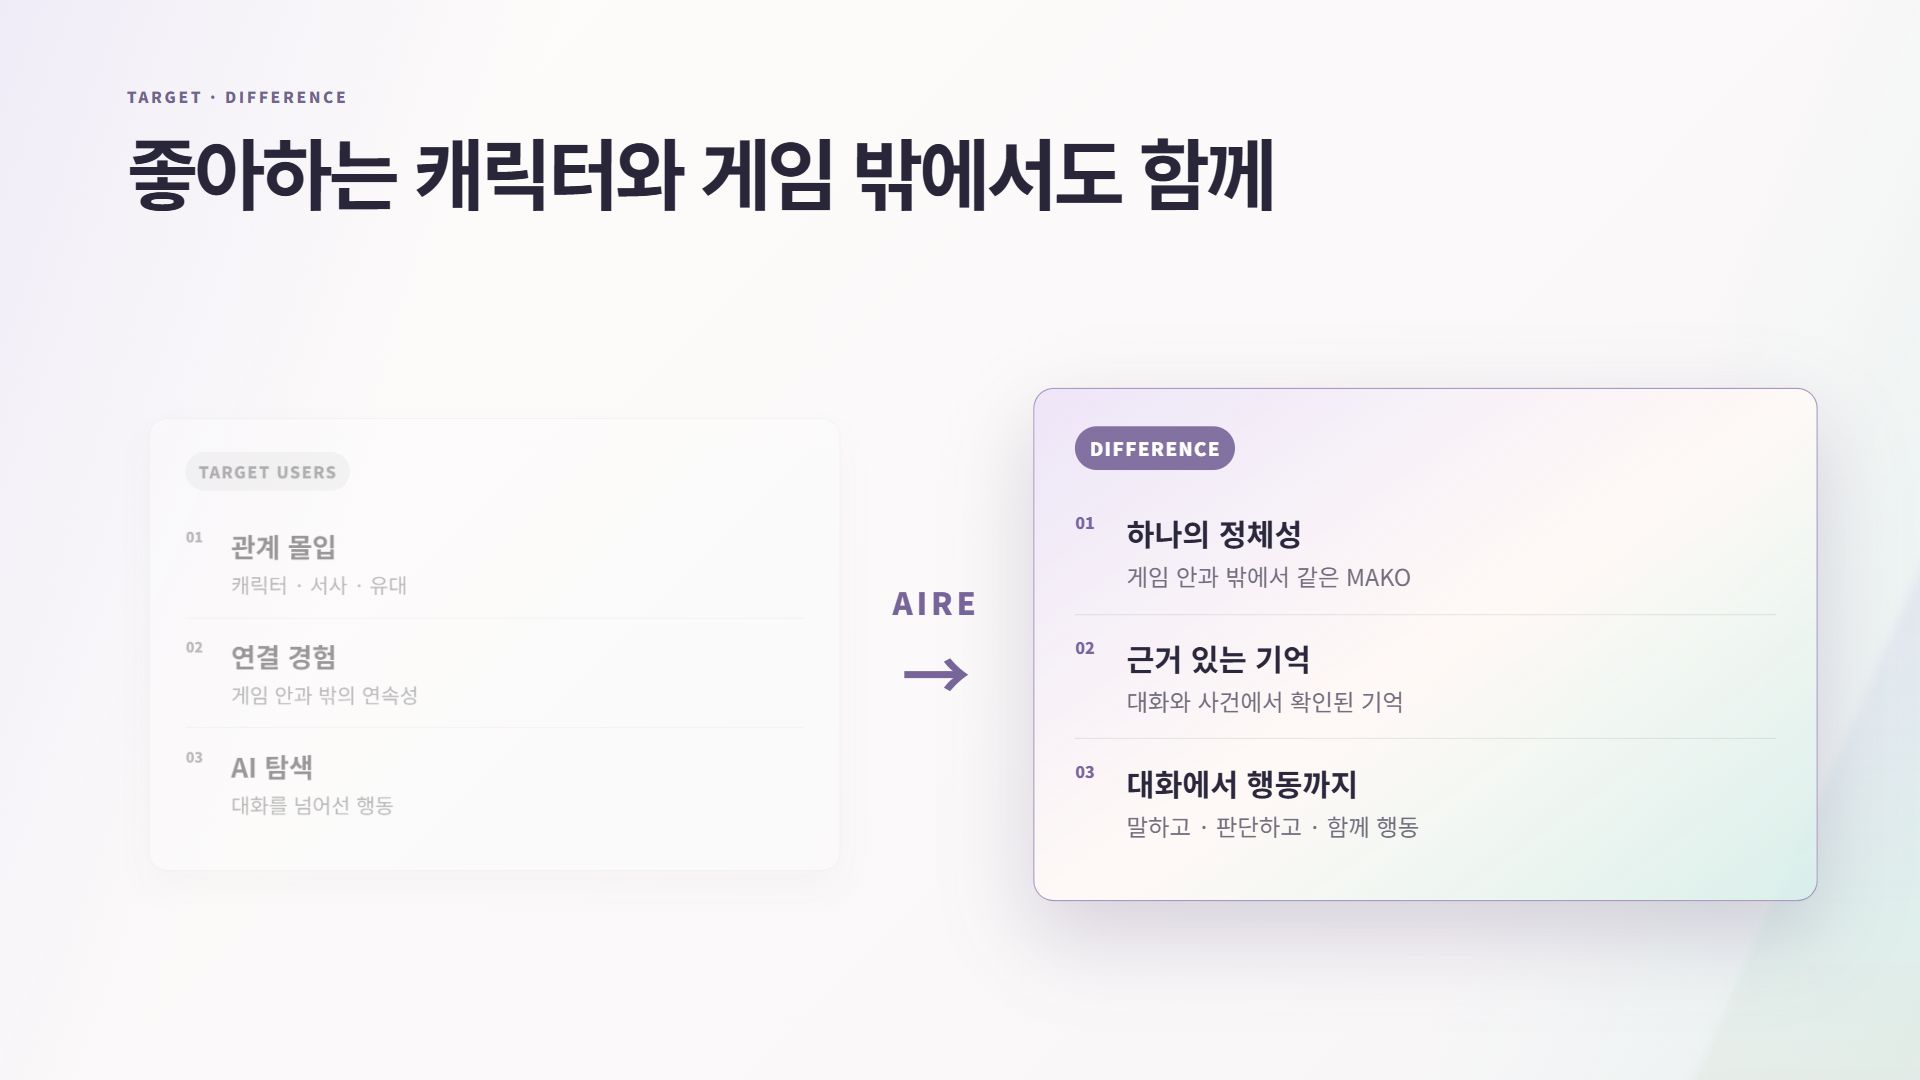 TARGET · DIFFERENCE
좋아하는 캐릭터와 게임 밖에서도 함께
TARGET USERS
01
관계 몰입
캐릭터 · 서사 · 유대
02
연결 경험
게임 안과 밖의 연속성
03
AI 탐색
대화를 넘어선 행동
AIRE
→
DIFFERENCE
01
하나의 정체성
게임 안과 밖에서 같은 MAKO
02
근거 있는 기억
대화와 사건에서 확인된 기억
03
대화에서 행동까지
말하고 · 판단하고 · 함께 행동